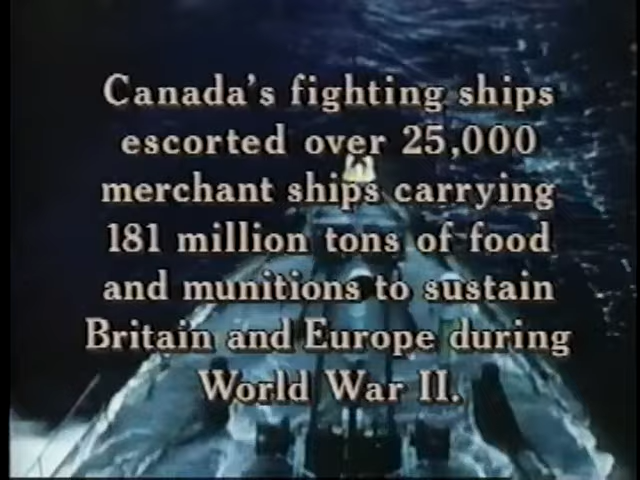 Canada's fighting ships
escorted over 25,000
merchant ships carrying
181 million tons of food
and munitions to sustain
Britain and Europe during
World War II.